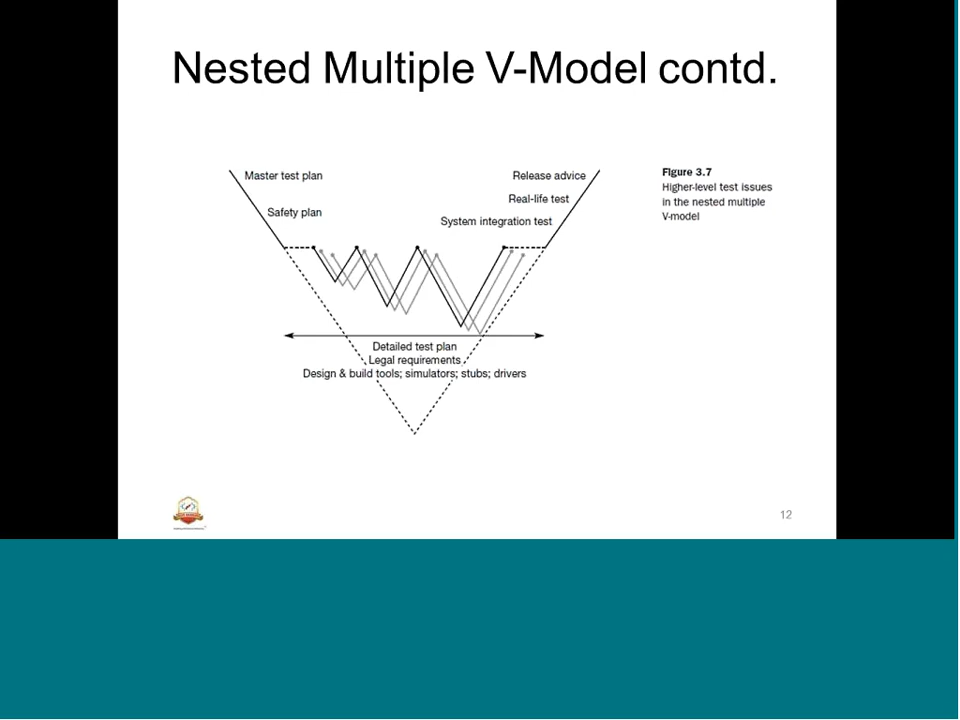 Nested Multiple V-Model contd.
Master test plan
Safety plan
Release advice
Real-life test
System integration test
Figure 3.7
Higher-level test issues
in the nested multiple
V-model
Detailed test plan
Legal requirements
Design & build tools; simulators; stubs; drivers
12